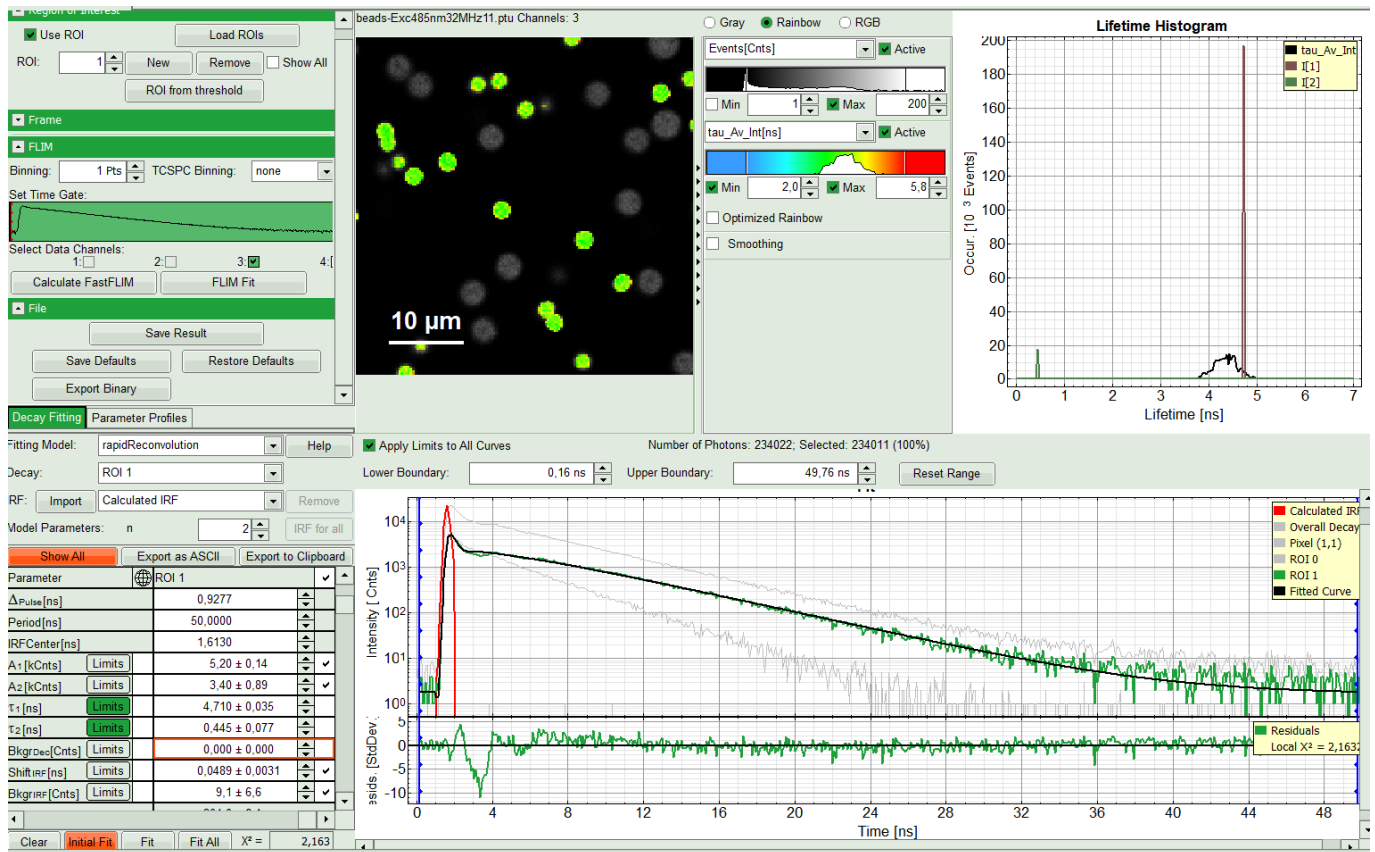 Region of Interest
Use ROI
Load ROIs
ROI:
1
New
Remove
Show All
ROI from threshold
Frame
FLIM
Binning:
1 Pts
TCSPC Binning:
none
Set Time Gate:
Select Data Channels:
1:
2:
3:
4:
Calculate FastFLIM
FLIM Fit
File
Save Result
Save Defaults
Restore Defaults
Export Binary
beads-Exc485nm32MHz11.ptu Channels: 3
10 µm
Gray
Rainbow
RGB
Events[Cnts]
Active
Min
1
Max
200
tau_Av_Int[ns]
Active
Min
2,0
Max
5,8
Optimized Rainbow
Smoothing
Lifetime Histogram
tau_Av_Int
I[1]
I[2]
Occur. [10 3 Events]
200
180
160
140
120
100
80
60
40
20
0
0 1 2 3 4 5 6 7
Lifetime [ns]
Decay Fitting
Parameter Profiles
Fitting Model:
rapidReconvolution
Help
Decay:
ROI 1
IRF:
Import
Calculated IRF
Remove
Model Parameters:
n
2
IRF for all
Show All
Export as ASCII
Export to Clipboard
Parameter
ROI 1
ΔPulse[ns]
0,9277
Period[ns]
50,0000
IRFCenter[ns]
1,6130
A1[kCnts]
Limits
5,20 ± 0,14
A2[kCnts]
Limits
3,40 ± 0,89
τ1[ns]
Limits
4,710 ± 0,035
τ2[ns]
Limits
0,445 ± 0,077
BkgrDec[Cnts]
Limits
0,000 ± 0,000
ShiftIRF[ns]
Limits
0,0489 ± 0,0031
BkgrIRF[Cnts]
Limits
9,1 ± 6,6
Clear
Initial Fit
Fit
Fit All
X² =
2,163
Apply Limits to All Curves
Number of Photons: 234022; Selected: 234011 (100%)
Lower Boundary:
0,16 ns
Upper Boundary:
49,76 ns
Reset Range
Calculated IRF
Overall Decay
Pixel (1,1)
ROI 0
ROI 1
Fitted Curve
Intensity [ Cnts]
10⁴
10³
10²
10¹
10⁰
Residuals
Local X² = 2,1632
esids. [StdDev.]
5
0
-5
-10
0 4 8 12 16 20 24 28 32 36 40 44 48
Time [ns]